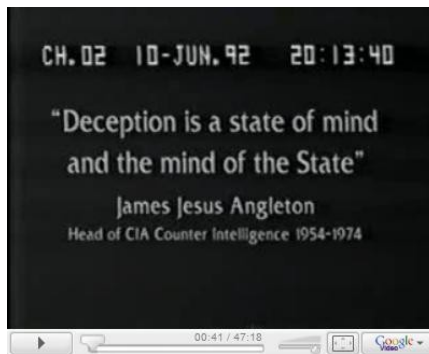 CH.02 10-JUN.92 20:13:40
“Deception is a state of mind
and the mind of the State”
James Jesus Angleton
Head of CIA Counter Intelligence 1954-1974
00:41 / 47:18
Google
Video